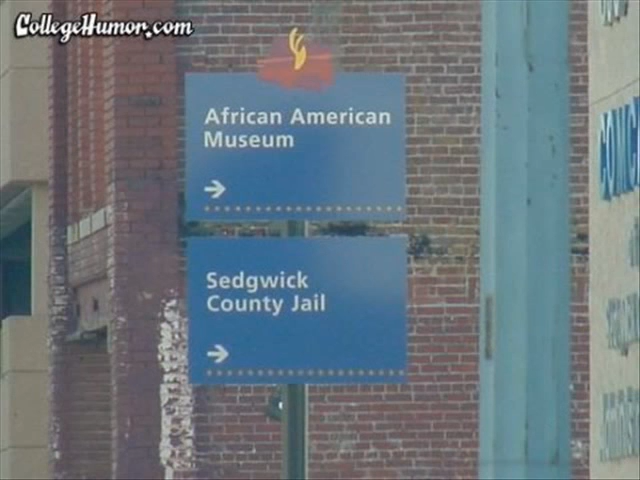 CollegeHumor.com
African American
Museum
Sedgwick
County Jail